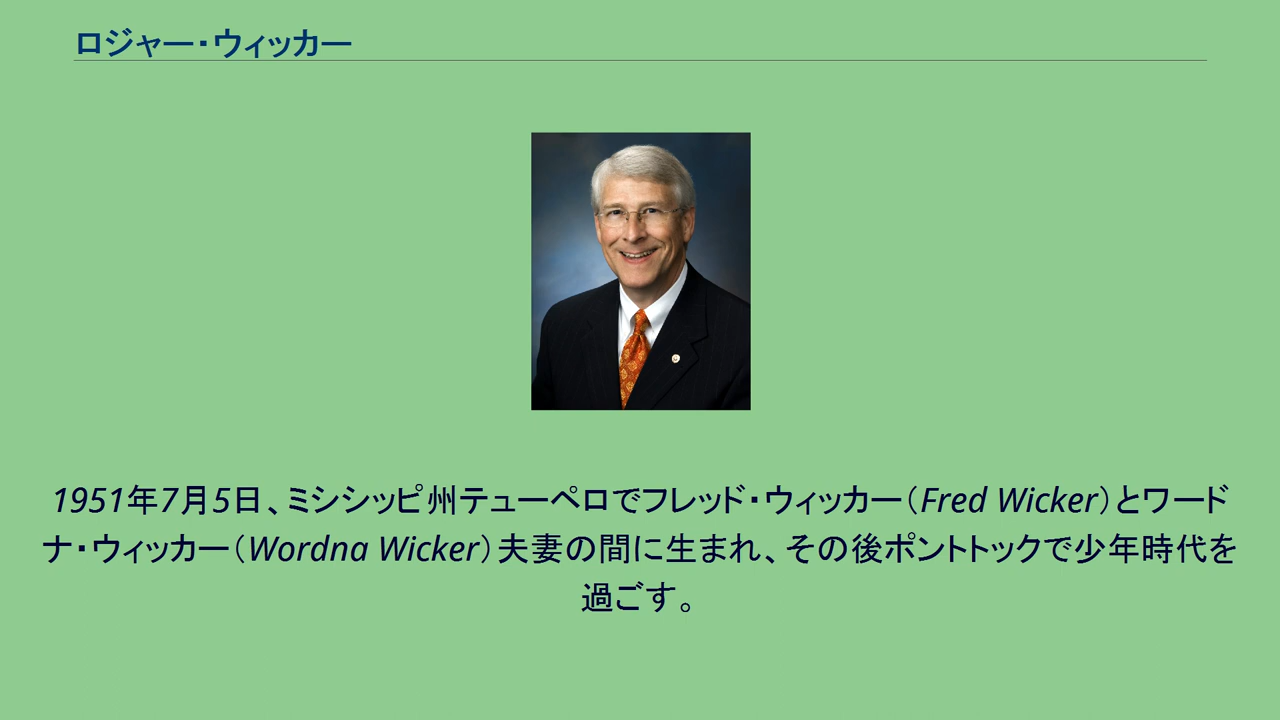 ロジャー・ウィッカー
1951年7月5日、ミシシッピ州テューペロでフレッド・ウィッカー（Fred Wicker）とワード
ナ・ウィッカー（Wordna Wicker）夫妻の間に生まれ、その後ポントトックで少年時代を
過ごす。